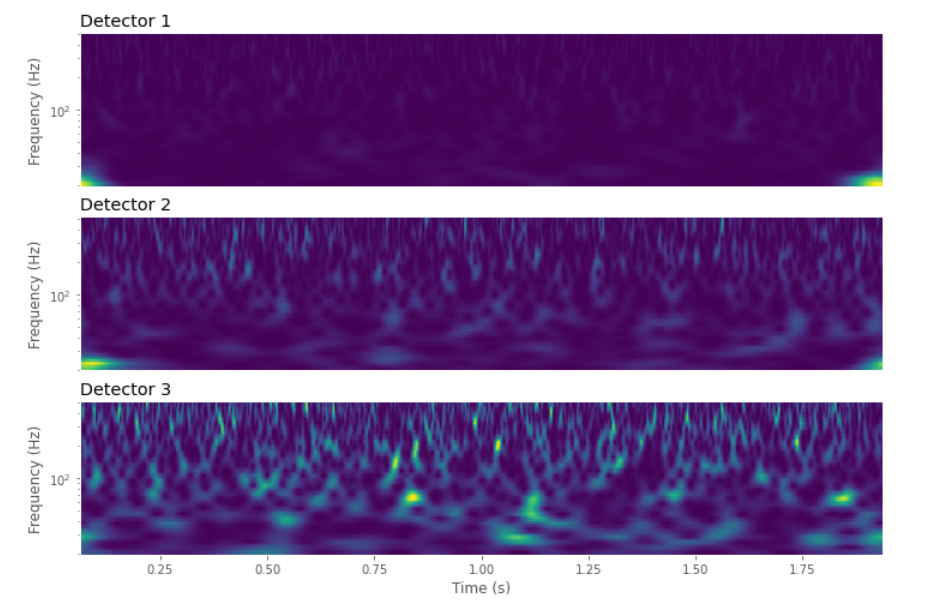 Detector 1
Frequency (Hz)
10²
Detector 2
Frequency (Hz)
10²
Detector 3
Frequency (Hz)
10²
0.25 0.50 0.75 1.00 1.25 1.50 1.75
Time (s)